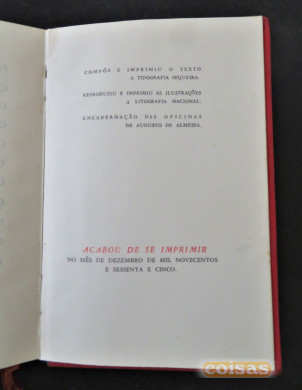 COMPÔS E IMPRIMIU O TEXTO
A TIPOGRAFIA SEQUEIRA.
REPRODUZIU E IMPRIMIU AS ILUSTRAÇÕES
A LITOGRAFIA NACIONAL.
ENCADERNAÇÃO DAS OFICINAS
DE AUGUSTO DE ALMEIDA.
ACABOU DE SE IMPRIMIR
NO MÊS DE DEZEMBRO DE MIL NOVECENTOS
E SESSENTA E CINCO.
coisas